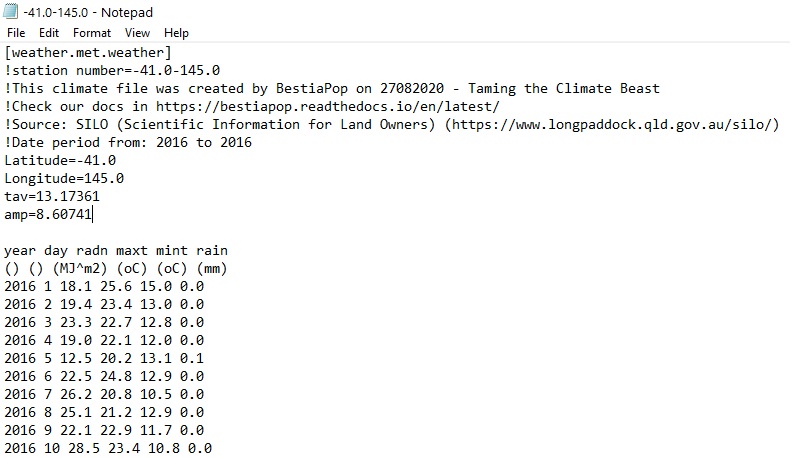 -41.0-145.0 - Notepad
File Edit Format View Help
[weather.met.weather]
!station number=-41.0-145.0
!This climate file was created by BestiaPop on 27082020 - Taming the Climate Beast
!Check our docs in https://bestiapop.readthedocs.io/en/latest/
!Source: SILO (Scientific Information for Land Owners) (https://www.longpaddock.qld.gov.au/silo/)
!Date period from: 2016 to 2016
Latitude=-41.0
Longitude=145.0
tav=13.17361
amp=8.60741
year day radn maxt mint rain
() () (MJ^m2) (oC) (oC) (mm)
2016 1 18.1 25.6 15.0 0.0
2016 2 19.4 23.4 13.0 0.0
2016 3 23.3 22.7 12.8 0.0
2016 4 19.0 22.1 12.0 0.0
2016 5 12.5 20.2 13.1 0.1
2016 6 22.5 24.8 12.9 0.0
2016 7 26.2 20.8 10.5 0.0
2016 8 25.1 21.2 12.9 0.0
2016 9 22.1 22.9 11.7 0.0
2016 10 28.5 23.4 10.8 0.0